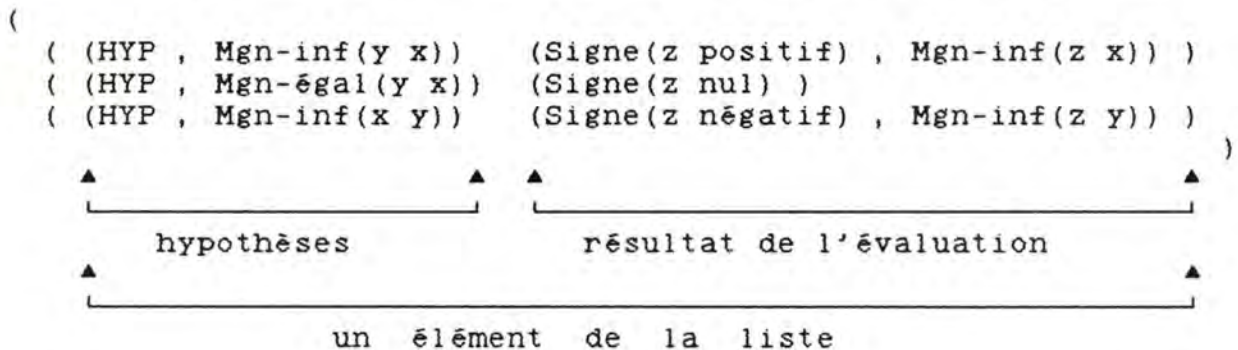 (
( (HYP , Mgn-inf(y x)) (Signe(z positif) , Mgn-inf(z x)) )
( (HYP , Mgn-égal(y x)) (Signe(z nul) )
( (HYP , Mgn-inf(x y)) (Signe(z négatif) , Mgn-inf(z y)) )
)
hypothèses résultat de l'évaluation
un élément de la liste